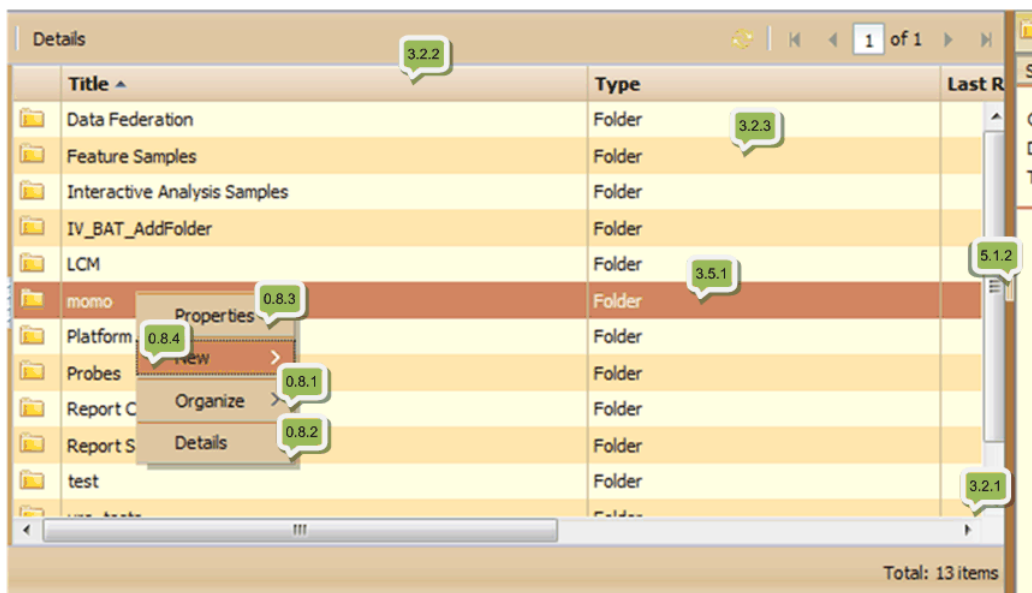 Details
1 of 1
3.2.2
Title Type Last R
Data Federation Folder
3.2.3
Feature Samples Folder
Interactive Analysis Samples Folder
IV_BAT_AddFolder Folder
5.1.2
LCM Folder
3.5.1
momo Folder
0.8.3
Properties
Platform Folder
0.8.4
New
Probes Folder
0.8.1
Report C Organize Folder
0.8.2
Report S Details Folder
test Folder
3.2.1
Total: 13 items